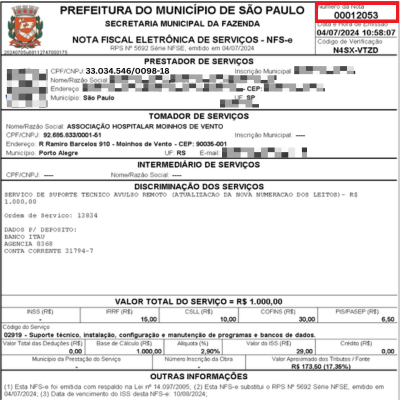 PREFEITURA DO MUNICÍPIO DE SÃO PAULO
SECRETARIA MUNICIPAL DA FAZENDA
NOTA FISCAL ELETRÔNICA DE SERVIÇOS - NFS-e
RPS Nº 5692 Série NFSE, emitido em 04/07/2024
Número da Nota
00012053
Data e Hora de Emissão
04/07/2024 10:58:07
Código de Verificação
N4SX-VTZD
PRESTADOR DE SERVIÇOS
CPF/CNPJ: 33.034.546/0098-18 Inscrição Municipal:
Nome/Razão Social:
Endereço: - CEP:
Município: São Paulo UF: SP
TOMADOR DE SERVIÇOS
Nome/Razão Social: ASSOCIAÇÃO HOSPITALAR MOINHOS DE VENTO
CPF/CNPJ: 92.685.833/0001-51 Inscrição Municipal: ----
Endereço: R Ramiro Barcelos 910 - Moinhos de Vento - CEP: 90035-001
Município: Porto Alegre UF: RS E-mail:
INTERMEDIÁRIO DE SERVIÇOS
CPF/CNPJ: ---- Nome/Razão Social: ----
DISCRIMINAÇÃO DOS SERVIÇOS
SERVICO DE SUPORTE TECNICO AVULSO REMOTO (ATUALIZACAO DA NOVA NUMERACAO DOS LEITOS)- R$
1.000,00
Ordem de Servico: 12834
DADOS P/ DEPOSITO:
BANCO ITAU
AGENCIA 8368
CONTA CORRENTE 31794-7
VALOR TOTAL DO SERVIÇO = R$ 1.000,00
INSS (R$) IRRF (R$) CSLL (R$) COFINS (R$) PIS/PASEP (R$)
- 15,00 10,00 30,00 6,50
Código do Serviço
02919 - Suporte técnico, instalação, configuração e manutenção de programas e bancos de dados.
Valor Total das Deduções (R$) Base de Cálculo (R$) Alíquota (%) Valor do ISS (R$) Crédito (R$)
0,00 1.000,00 2,90% 29,00 0,00
Município da Prestação do Serviço Número Inscrição da Obra Valor Aproximado dos Tributos / Fonte
- - R$ 173,50 (17,35%)
OUTRAS INFORMAÇÕES
(1) Esta NFS-e foi emitida com respaldo na Lei nº 14.097/2005; (2) Esta NFS-e substitui o RPS Nº 5692 Série NFSE, emitido em
04/07/2024; (3) Data de vencimento do ISS desta NFS-e: 10/08/2024;